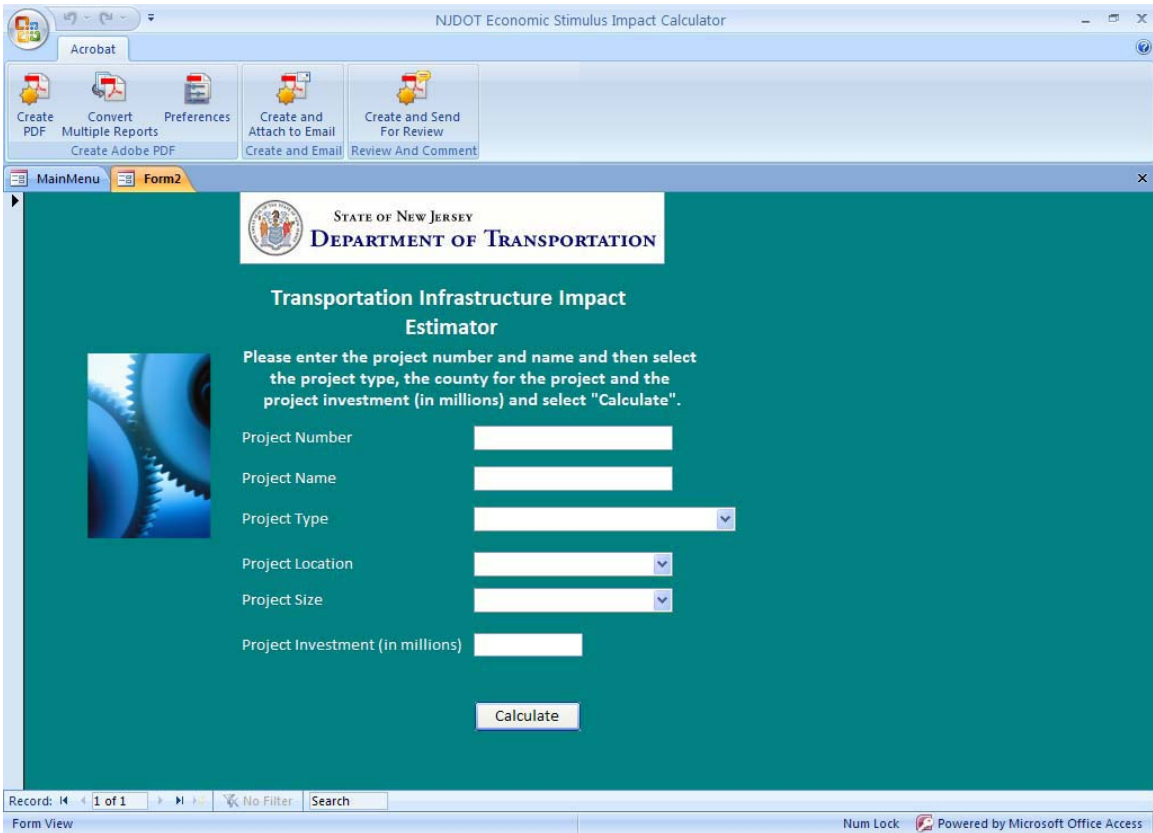 NJDOT Economic Stimulus Impact Calculator
Acrobat
Create PDF
Convert Multiple Reports
Preferences
Create and Attach to Email
Create and Send For Review
Create Adobe PDF
Create and Email
Review And Comment
MainMenu
Form2
STATE OF NEW JERSEY
DEPARTMENT OF TRANSPORTATION
Transportation Infrastructure Impact
Estimator
Please enter the project number and name and then select
the project type, the county for the project and the
project investment (in millions) and select "Calculate".
Project Number
Project Name
Project Type
Project Location
Project Size
Project Investment (in millions)
Calculate
Record: 1 of 1 No Filter Search
Form View
Num Lock Powered by Microsoft Office Access